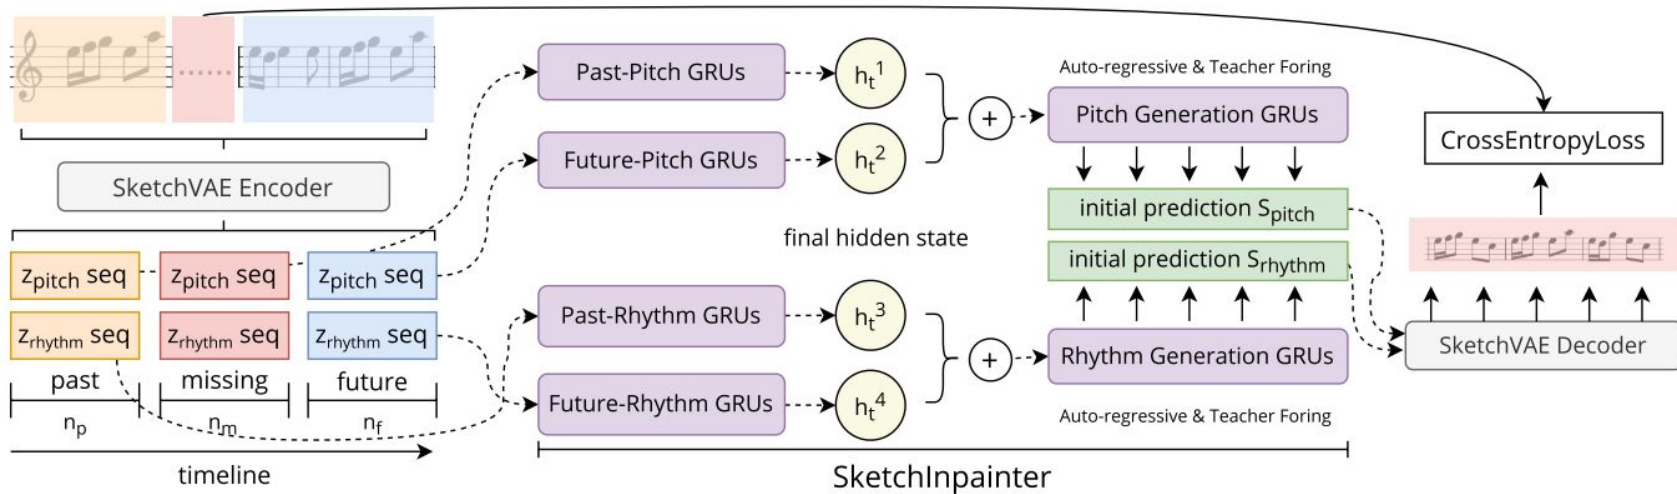 ......
SketchVAE Encoder
z_pitch seq
z_pitch seq
z_pitch seq
z_rhythm seq
z_rhythm seq
z_rhythm seq
past
missing
future
n_p
n_m
n_f
timeline
Past-Pitch GRUs
h_t^1
Future-Pitch GRUs
h_t^2
+
final hidden state
Past-Rhythm GRUs
h_t^3
Future-Rhythm GRUs
h_t^4
+
Auto-regressive & Teacher Foring
Pitch Generation GRUs
initial prediction S_pitch
initial prediction S_rhythm
Rhythm Generation GRUs
Auto-regressive & Teacher Foring
SketchInpainter
CrossEntropyLoss
SketchVAE Decoder